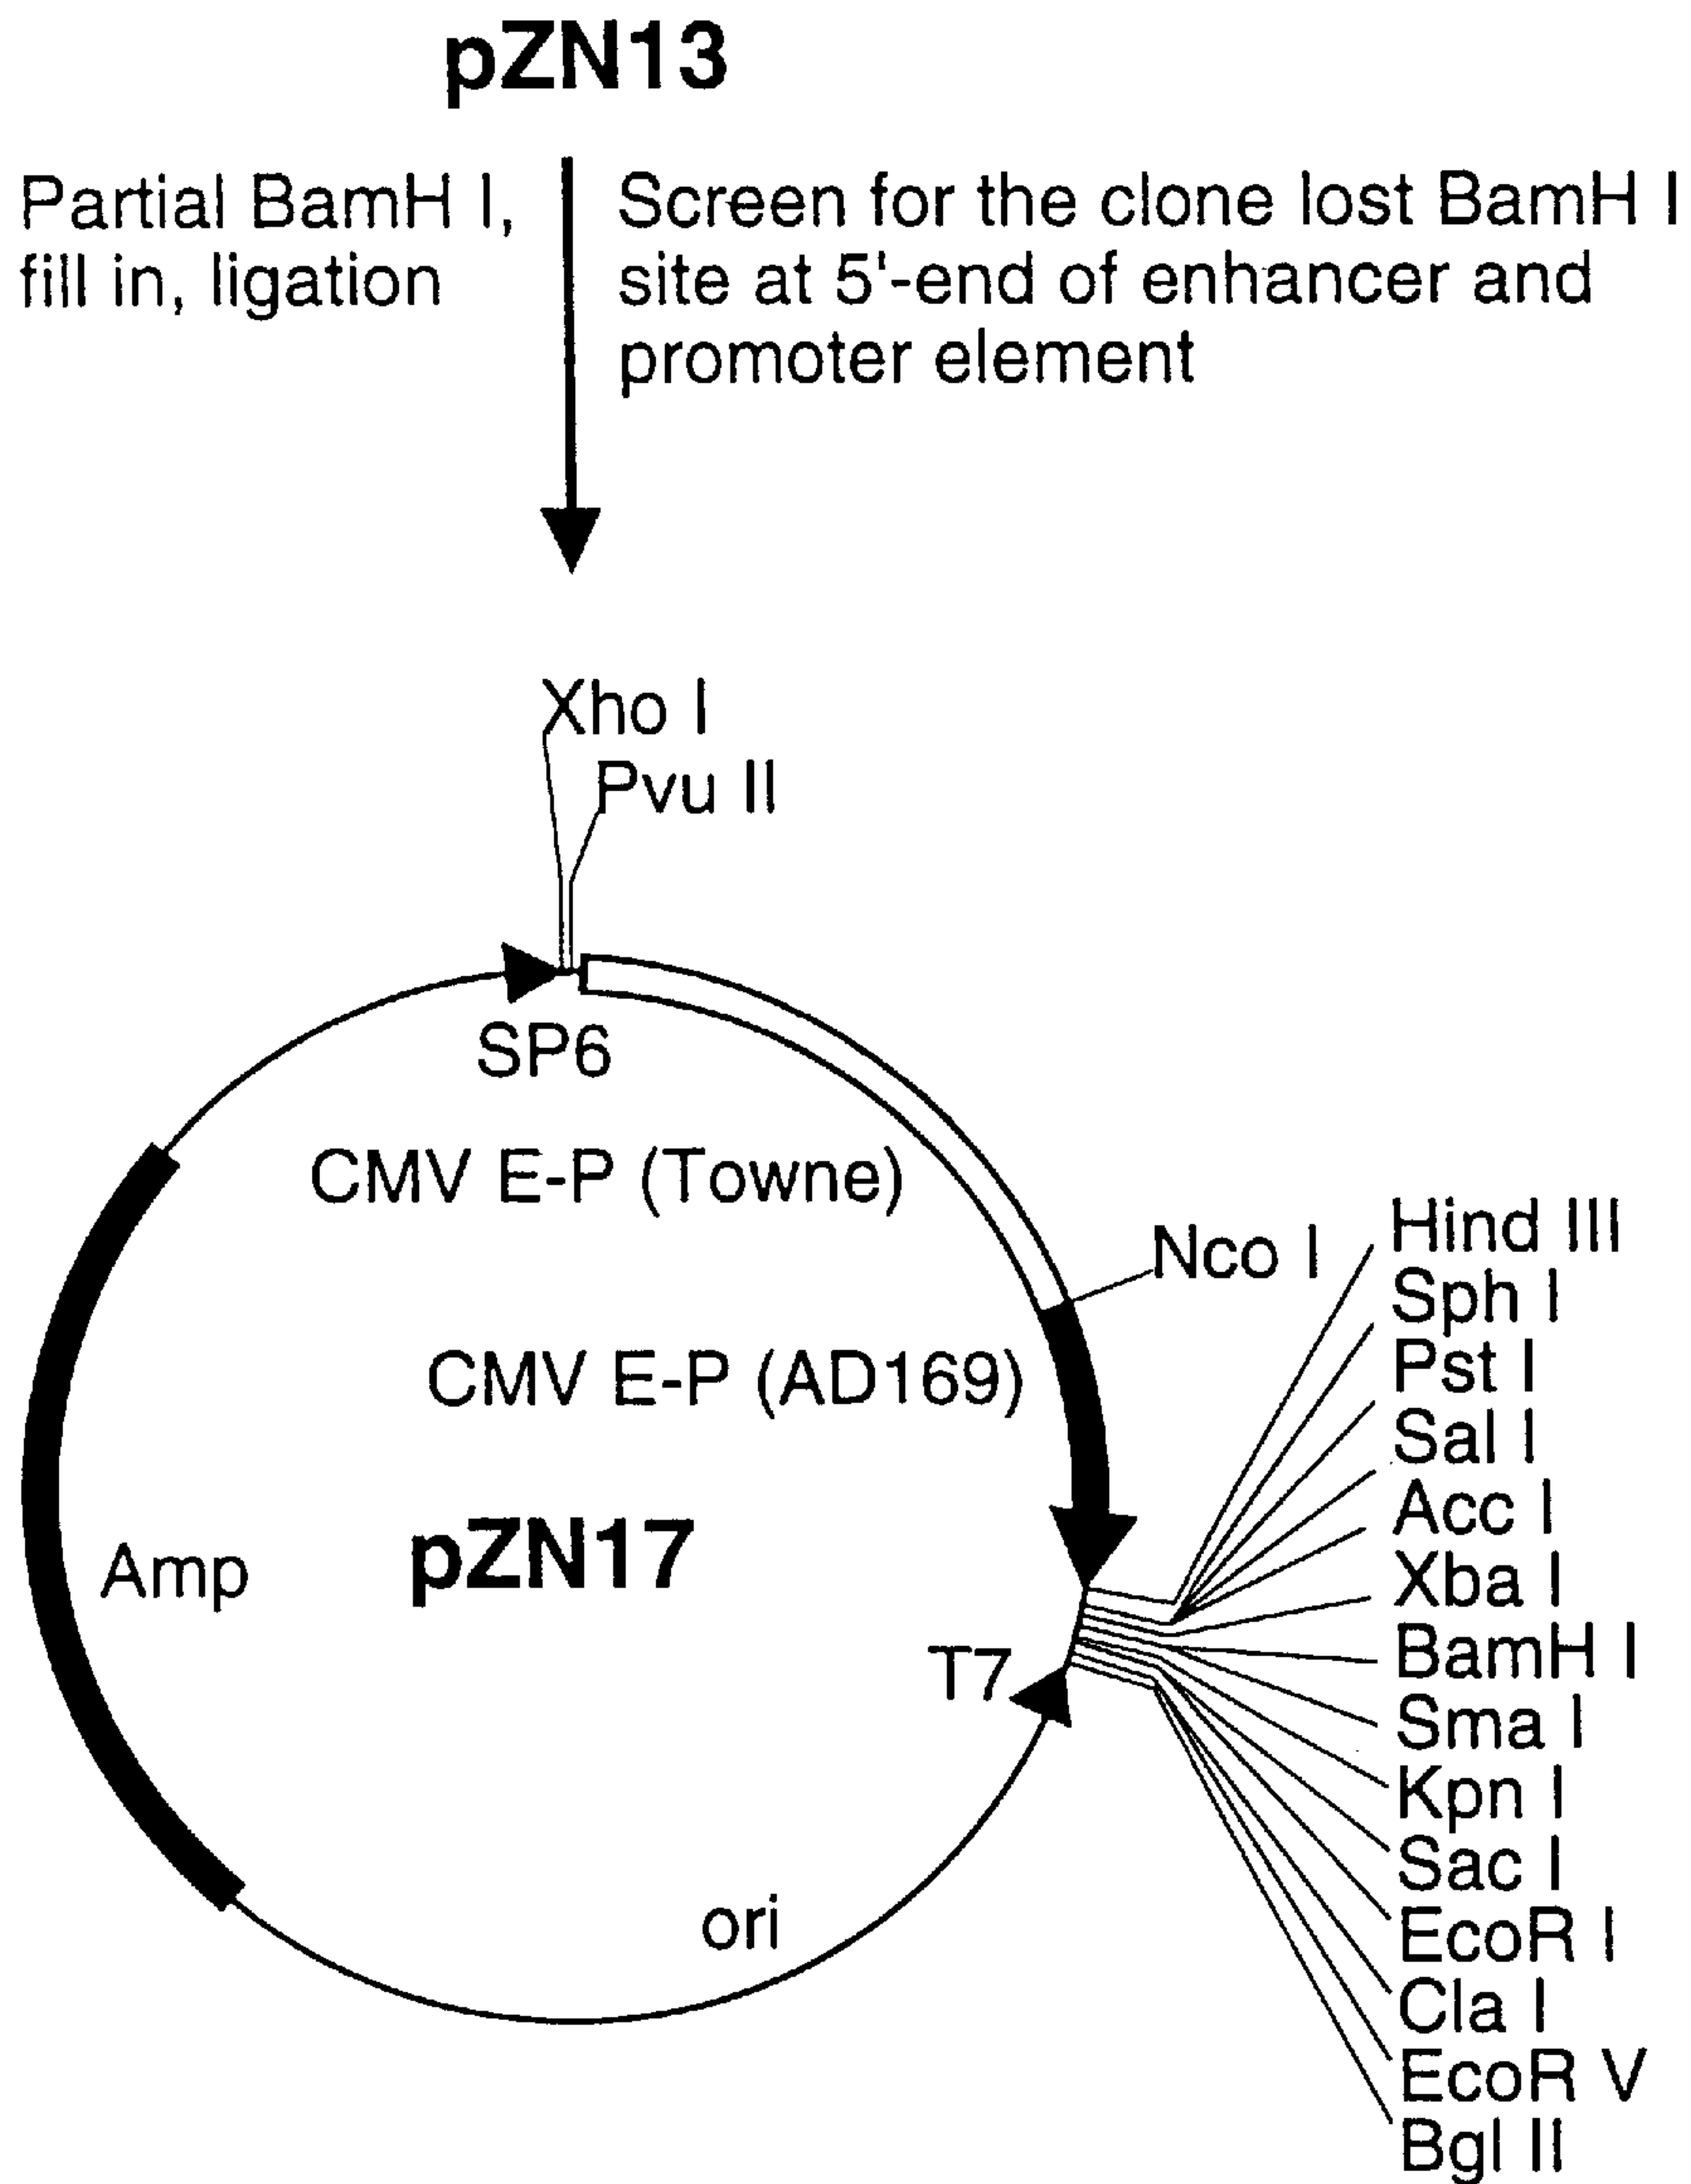 pZN13
Partial BamH I,
fill in, ligation
Screen for the clone lost BamH I
site at 5'-end of enhancer and
promoter element
Xho I
Pvu II
SP6
CMV E-P (Towne)
Nco I
CMV E-P (AD169)
pZN17
Amp
T7
ori
Hind III
Sph I
Pst I
Sal I
Acc I
Xba I
BamH I
Sma I
Kpn I
Sac I
EcoR I
Cla I
EcoR V
Bgl II